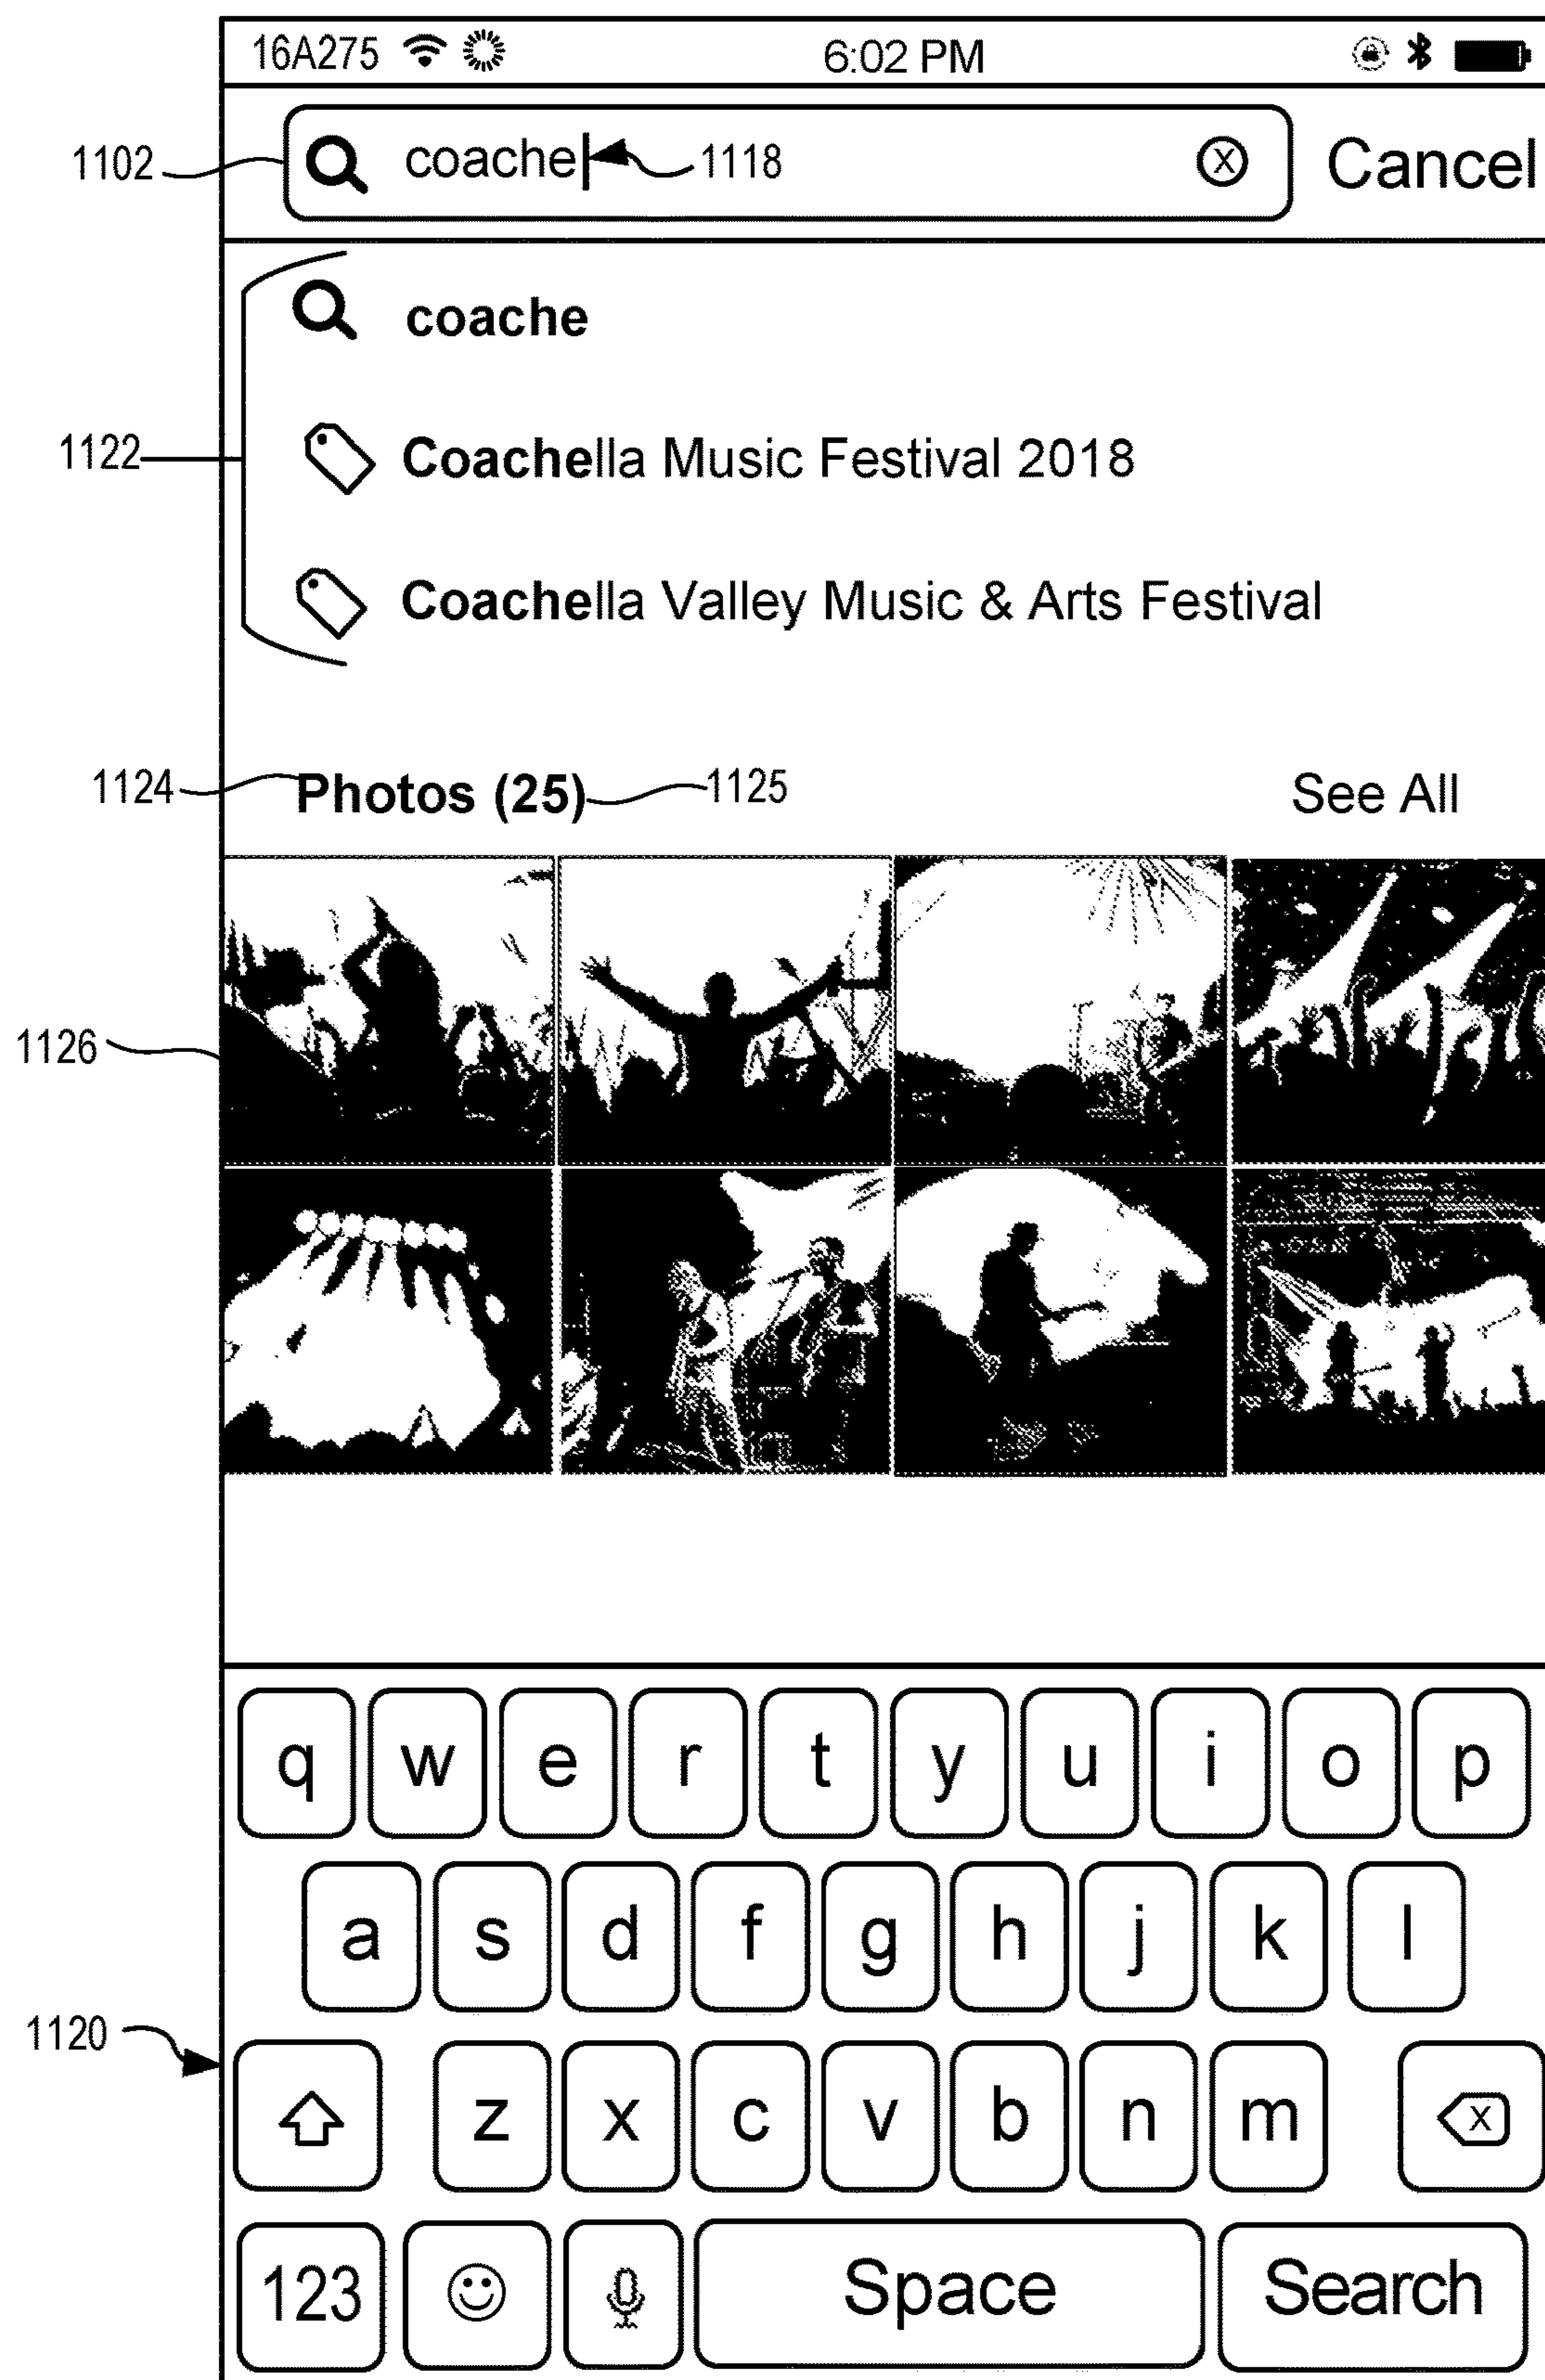 16A275 6:02 PM
1102 coache 1118 X Cancel
coache
1122 Coachella Music Festival 2018
Coachella Valley Music & Arts Festival
1124 Photos (25) 1125 See All
1126
q w e r t y u i o p
a s d f g h j k l
1120
z x c v b n m X
123 Space Search